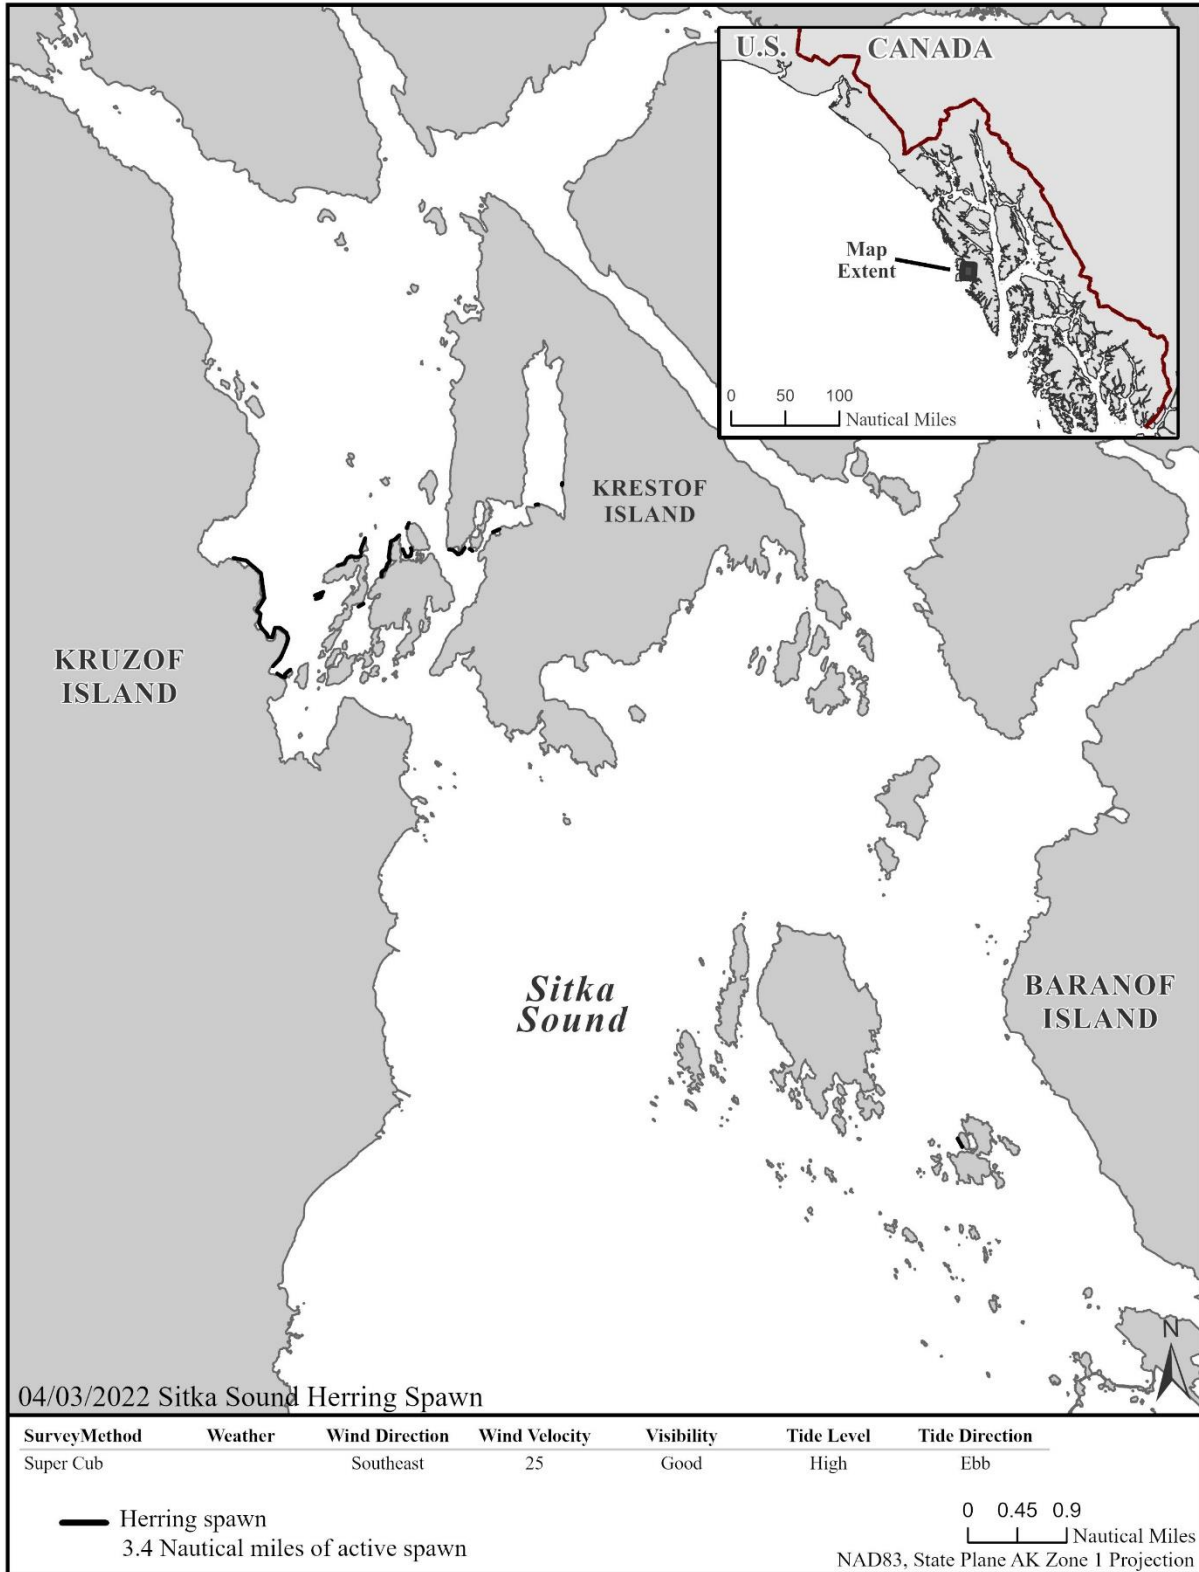 U.S.
CANADA
Map
Extent
0 50 100
Nautical Miles
KRESTOF
ISLAND
KRUZOF
ISLAND
Sitka
Sound
BARANOF
ISLAND
N
04/03/2022 Sitka Sound Herring Spawn
SurveyMethod Weather Wind Direction Wind Velocity Visibility Tide Level Tide Direction
Super Cub Southeast 25 Good High Ebb
Herring spawn
3.4 Nautical miles of active spawn
0 0.45 0.9
Nautical Miles
NAD83, State Plane AK Zone 1 Projection